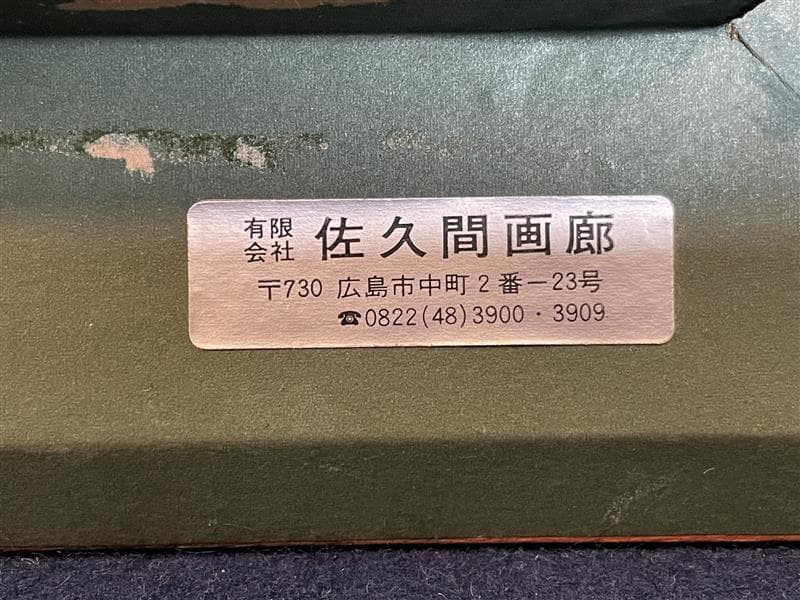 有限会社 佐久間画廊
〒730 広島市中町2番-23号
☎0822(48)3900・3909